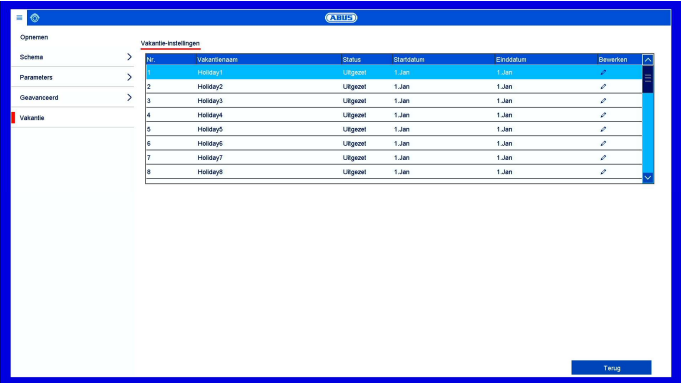 ABUS
Opnemen
Schema
Parameters
Geavanceerd
Vakantie
Vakantie-instellingen
Nr. Vakantienaam Status Startdatum Einddatum Bewerken
1 Holiday1 Uitgezet 1.Jan 1.Jan
2 Holiday2 Uitgezet 1.Jan 1.Jan
3 Holiday3 Uitgezet 1.Jan 1.Jan
4 Holiday4 Uitgezet 1.Jan 1.Jan
5 Holiday5 Uitgezet 1.Jan 1.Jan
6 Holiday6 Uitgezet 1.Jan 1.Jan
7 Holiday7 Uitgezet 1.Jan 1.Jan
8 Holiday8 Uitgezet 1.Jan 1.Jan
Terug